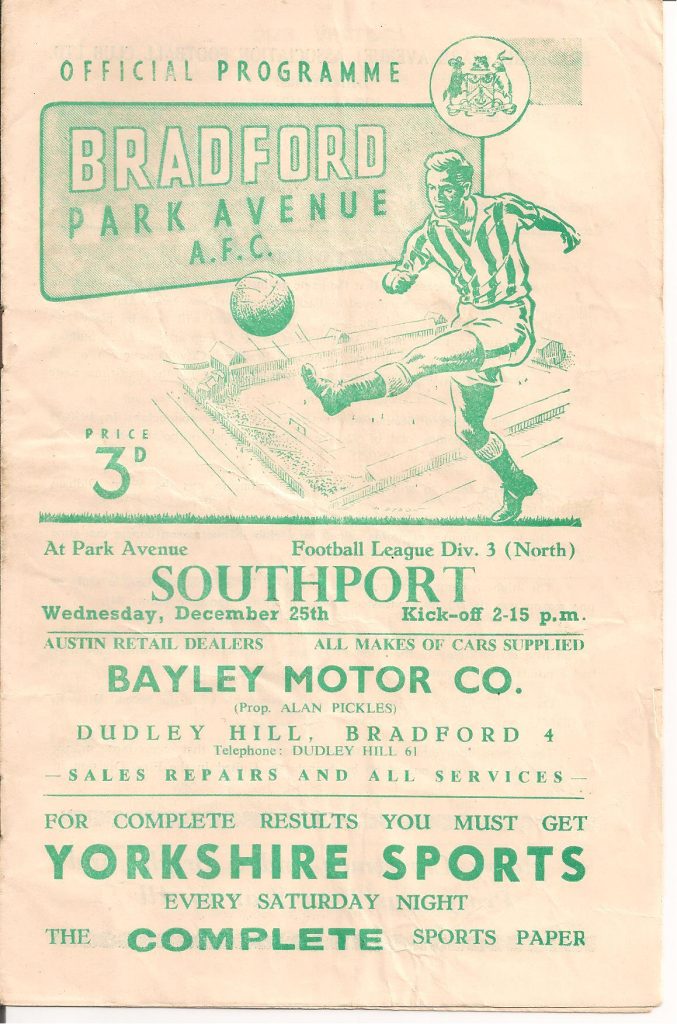 OFFICIAL PROGRAMME
BRADFORD
PARK AVENUE
A.F.C.
PRICE
3D
At Park Avenue Football League Div. 3 (North)
SOUTHPORT
Wednesday, December 25th Kick-off 2-15 p.m.
AUSTIN RETAIL DEALERS ALL MAKES OF CARS SUPPLIED
BAYLEY MOTOR CO.
(Prop. ALAN PICKLES)
DUDLEY HILL, BRADFORD 4
Telephone: DUDLEY HILL 61
—SALES REPAIRS AND ALL SERVICES—
FOR COMPLETE RESULTS YOU MUST GET
YORKSHIRE SPORTS
EVERY SATURDAY NIGHT
THE COMPLETE SPORTS PAPER